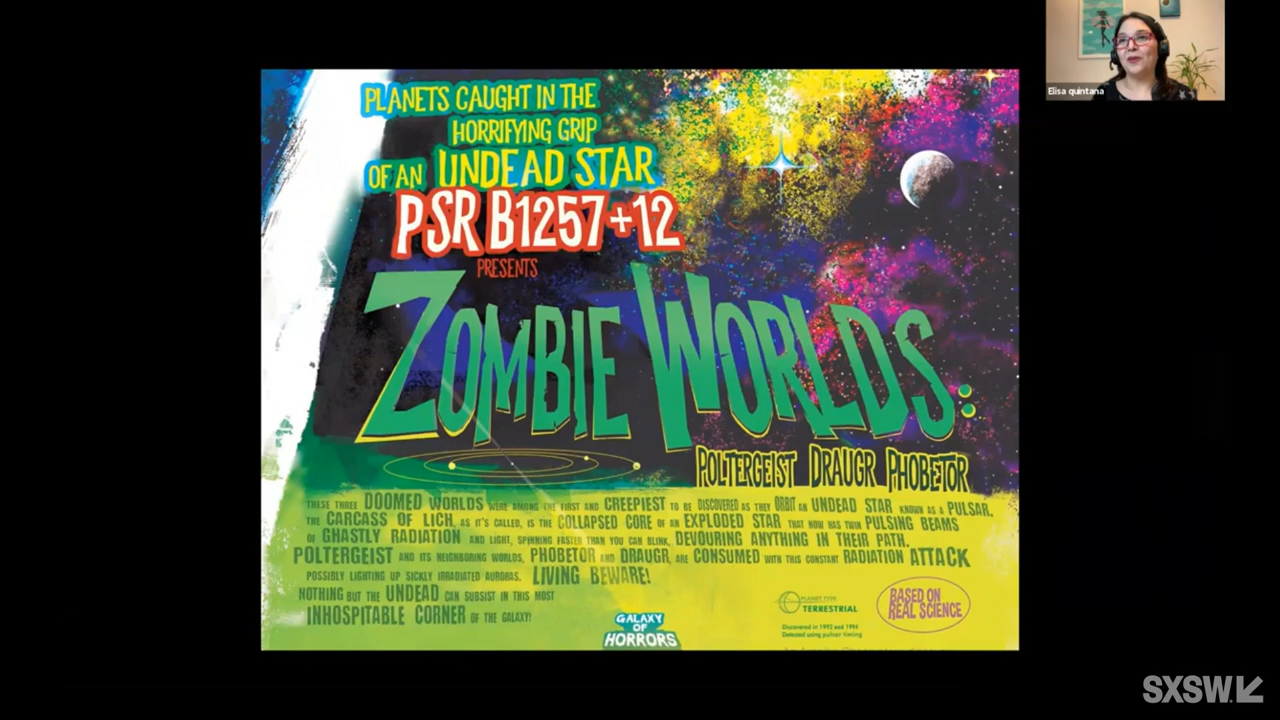 Elisa quintana
PLANETS CAUGHT IN THE
HORRIFYING GRIP
OF AN UNDEAD STAR
PSR B1257+12
PRESENTS
ZOMBIE WORLDS:
POLTERGEIST DRAUGR PHOBETOR
THESE THREE DOOMED WORLDS WERE AMONG THE FIRST AND CREEPIEST TO BE DISCOVERED AS THEY ORBIT AN UNDEAD STAR KNOWN AS A PULSAR.
THE CARCASS OF LICH, AS IT'S CALLED, IS THE COLLAPSED CORE OF AN EXPLODED STAR THAT NOW HAS TWIN PULSING BEAMS
OF GHASTLY RADIATION AND LIGHT, SPINNING FASTER THAN YOU CAN BLINK, DEVOURING ANYTHING IN THEIR PATH.
POLTERGEIST AND ITS NEIGHBORING WORLDS, PHOBETOR AND DRAUGR, ARE CONSUMED WITH THIS CONSTANT RADIATION ATTACK
POSSIBLY LIGHTING UP SICKLY IRRADIATED AURORAS. LIVING BEWARE!
NOTHING BUT THE UNDEAD CAN SUBSIST IN THIS MOST
INHOSPITABLE CORNER OF THE GALAXY!
PLANET TYPE
TERRESTRIAL
Discovered in 1992 and 1994
Detected using pulsar timing
BASED ON
REAL SCIENCE
GALAXY
OF
HORRORS
SXSW